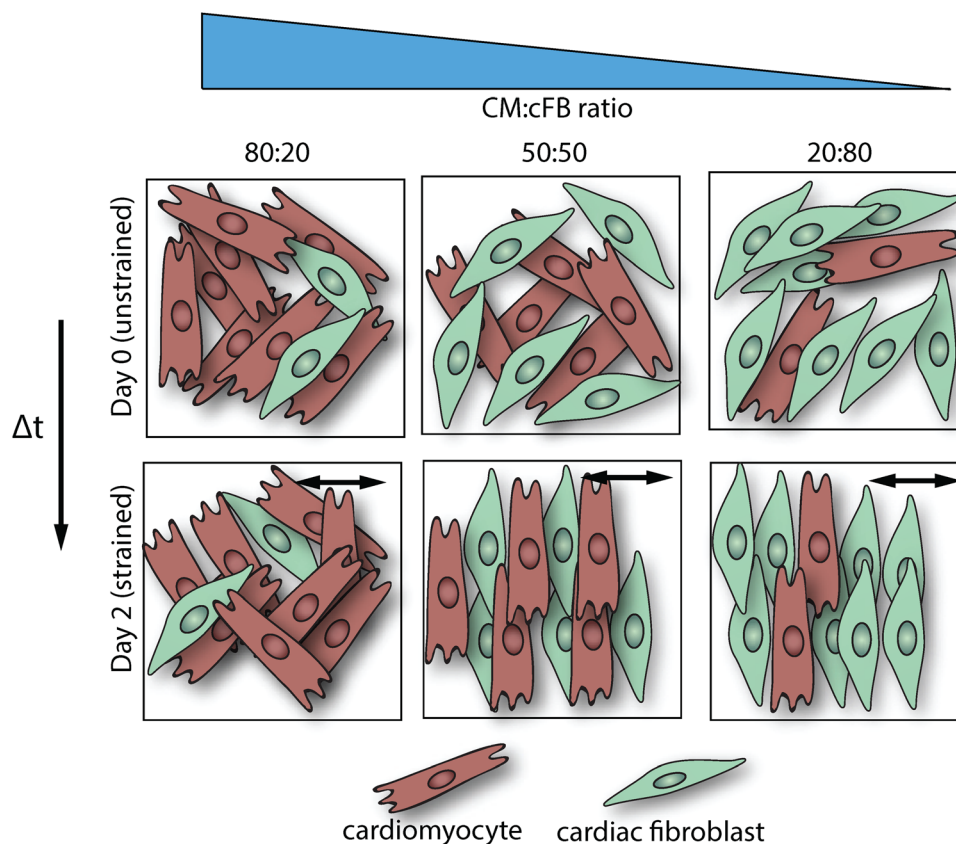 CM:cFB ratio
80:20
50:50
20:80
Day 0 (unstrained)
Δt
Day 2 (strained)
cardiomyocyte
cardiac fibroblast